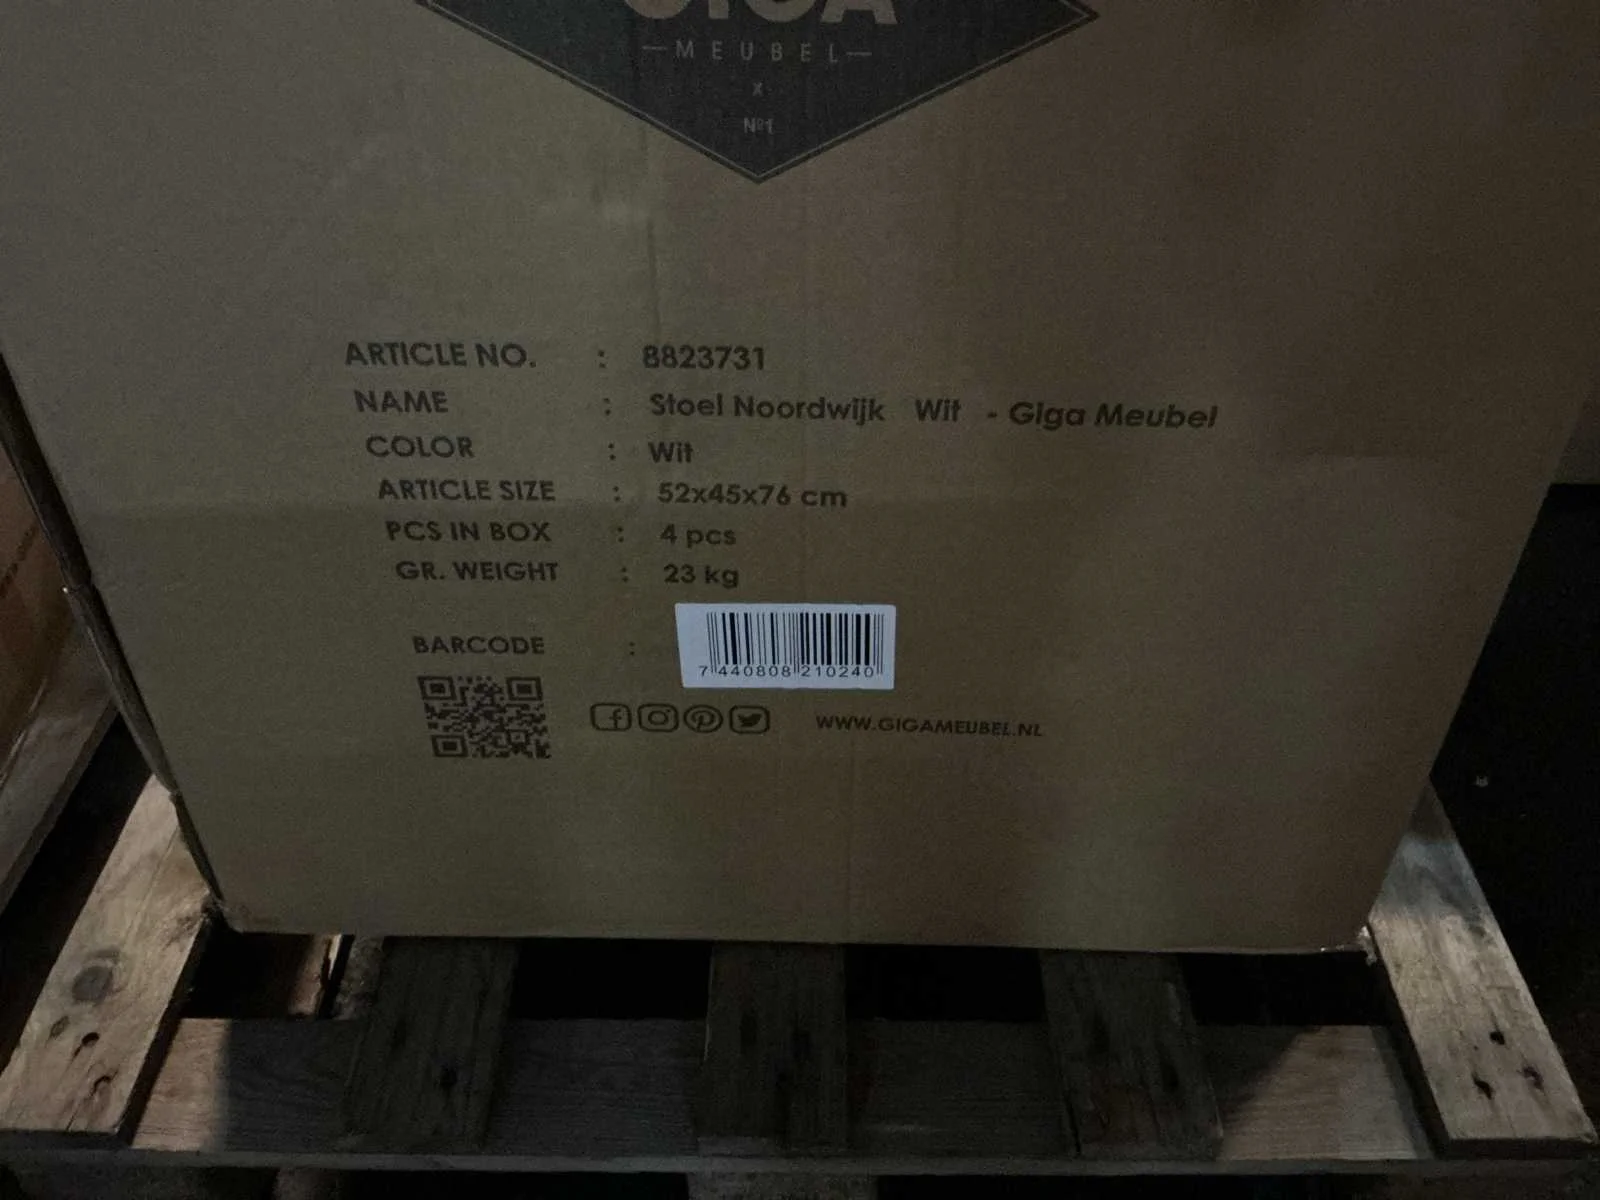 GIGA
—MEUBEL—
x
Nº1
ARTICLE NO. : 8823731
NAME : Stoel Noordwijk Wit - Giga Meubel
COLOR : Wit
ARTICLE SIZE : 52x45x76 cm
PCS IN BOX : 4 pcs
GR. WEIGHT : 23 kg
BARCODE :
7 440808 210240
WWW.GIGAMEUBEL.NL